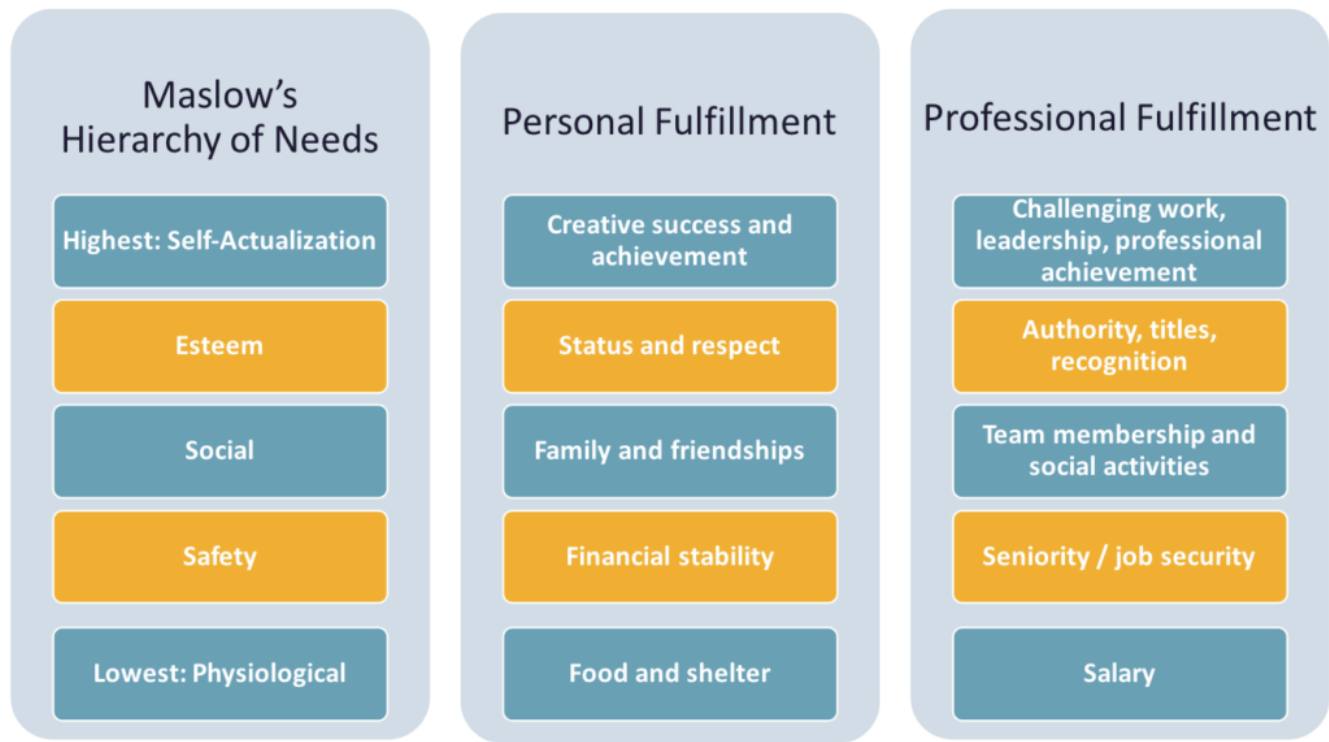 Maslow’s
Hierarchy of Needs
Highest: Self-Actualization
Esteem
Social
Safety
Lowest: Physiological
Personal Fulfillment
Creative success and
achievement
Status and respect
Family and friendships
Financial stability
Food and shelter
Professional Fulfillment
Challenging work,
leadership, professional
achievement
Authority, titles,
recognition
Team membership and
social activities
Seniority / job security
Salary